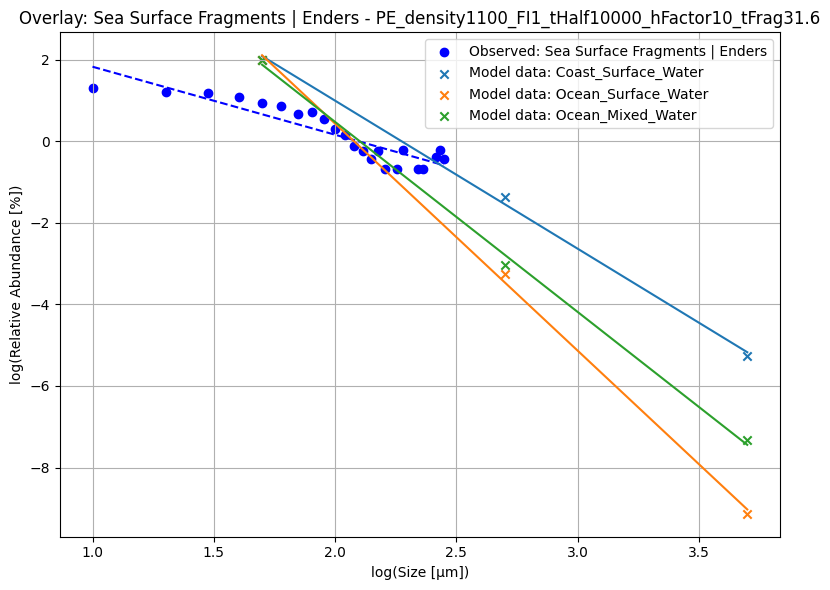 Overlay: Sea Surface Fragments | Enders - PE_density1100_FI1_tHalf10000_hFactor10_tFrag31.6
Observed: Sea Surface Fragments | Enders
Model data: Coast_Surface_Water
Model data: Ocean_Surface_Water
Model data: Ocean_Mixed_Water
log(Relative Abundance [%])
2
0
−2
−4
−6
−8
1.0
1.5
2.0
2.5
3.0
3.5
log(Size [μm])